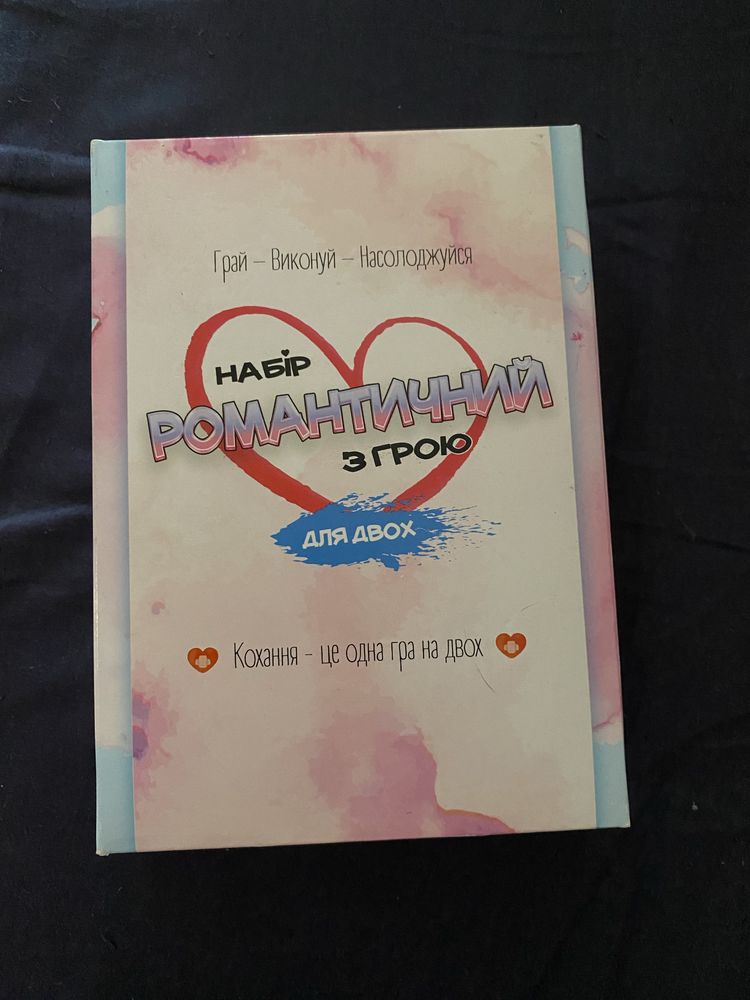 Грай – Виконуй – Насолоджуйся
НАБІР
РОМАНТИЧНИЙ
З ГРОЮ
ДЛЯ ДВОХ
Кохання - це одна гра на двох